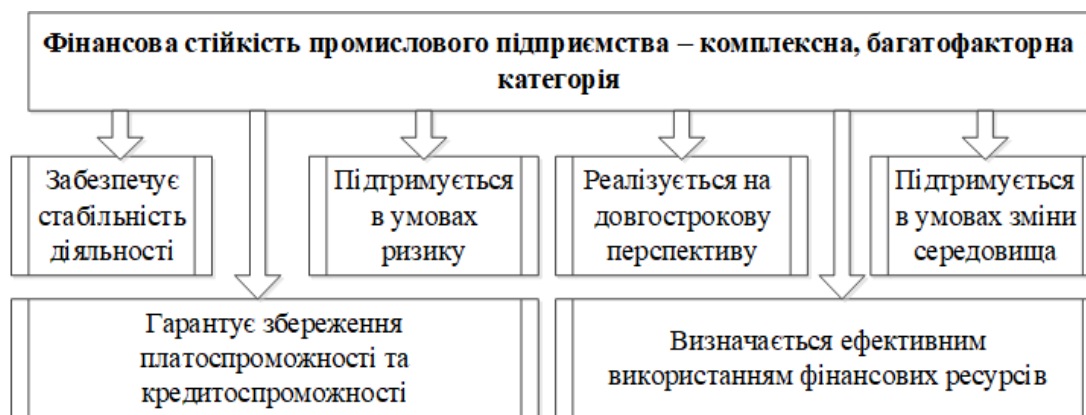 Фінансова стійкість промислового підприємства – комплексна, багатофакторна
категорія
Забезпечує
стабільність
діяльності
Підтримується
в умовах
ризику
Реалізується на
довгострокову
перспективу
Підтримується
в умовах зміни
середовища
Гарантує збереження
платоспроможності та
кредитоспроможності
Визначається ефективним
використанням фінансових ресурсів